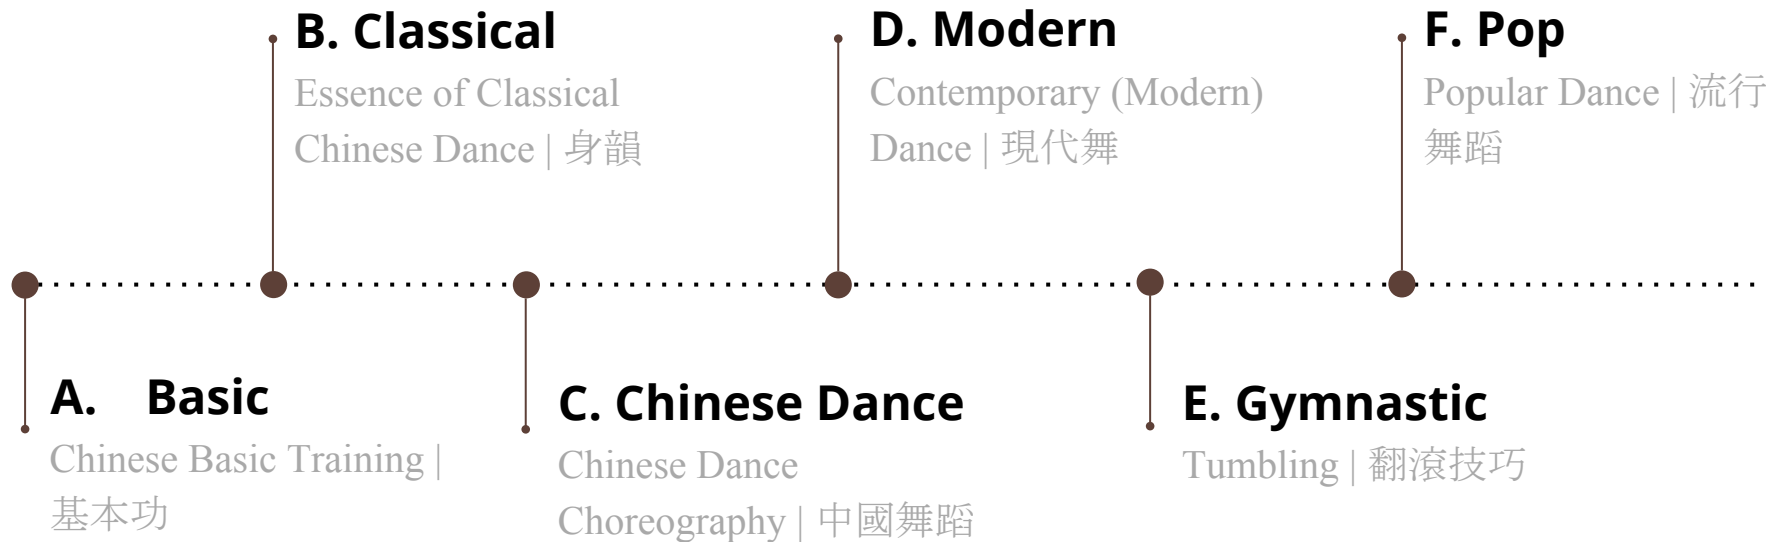 B. Classical
Essence of Classical
Chinese Dance | 身韻
D. Modern
Contemporary (Modern)
Dance | 現代舞
F. Pop
Popular Dance | 流行
舞蹈
A. Basic
Chinese Basic Training |
基本功
C. Chinese Dance
Chinese Dance
Choreography | 中國舞蹈
E. Gymnastic
Tumbling | 翻滾技巧